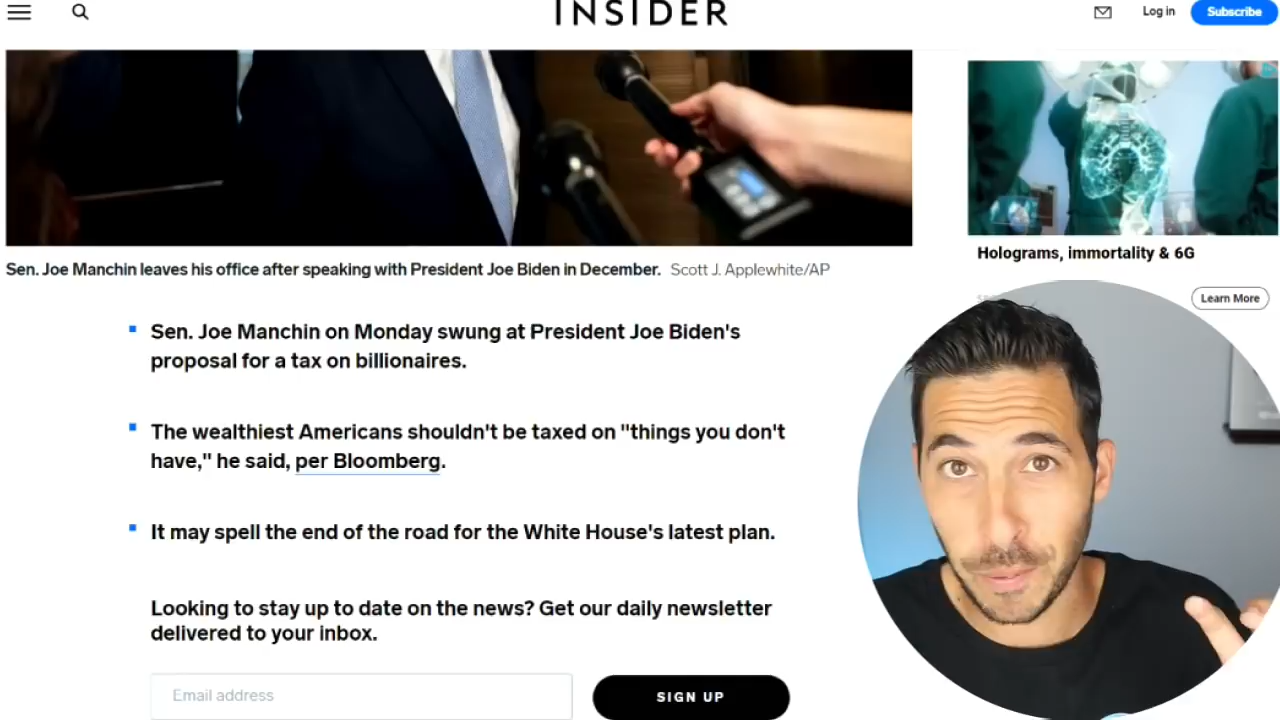 INSIDER
Log in
Subscribe
Sen. Joe Manchin leaves his office after speaking with President Joe Biden in December. Scott J. Applewhite/AP
Holograms, immortality & 6G
Learn More
Sen. Joe Manchin on Monday swung at President Joe Biden's
proposal for a tax on billionaires.
The wealthiest Americans shouldn't be taxed on "things you don't
have," he said, per Bloomberg.
It may spell the end of the road for the White House's latest plan.
Looking to stay up to date on the news? Get our daily newsletter
delivered to your inbox.
Email address
SIGN UP